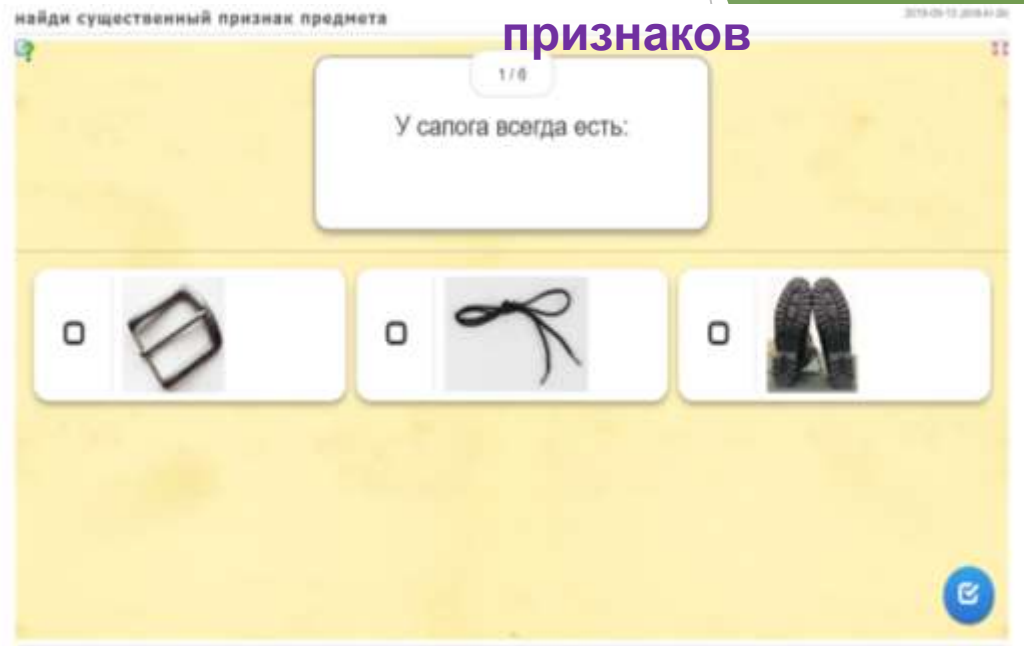 найди существенный признак предмета
признаков
1 / 6
У сапога всегда есть: